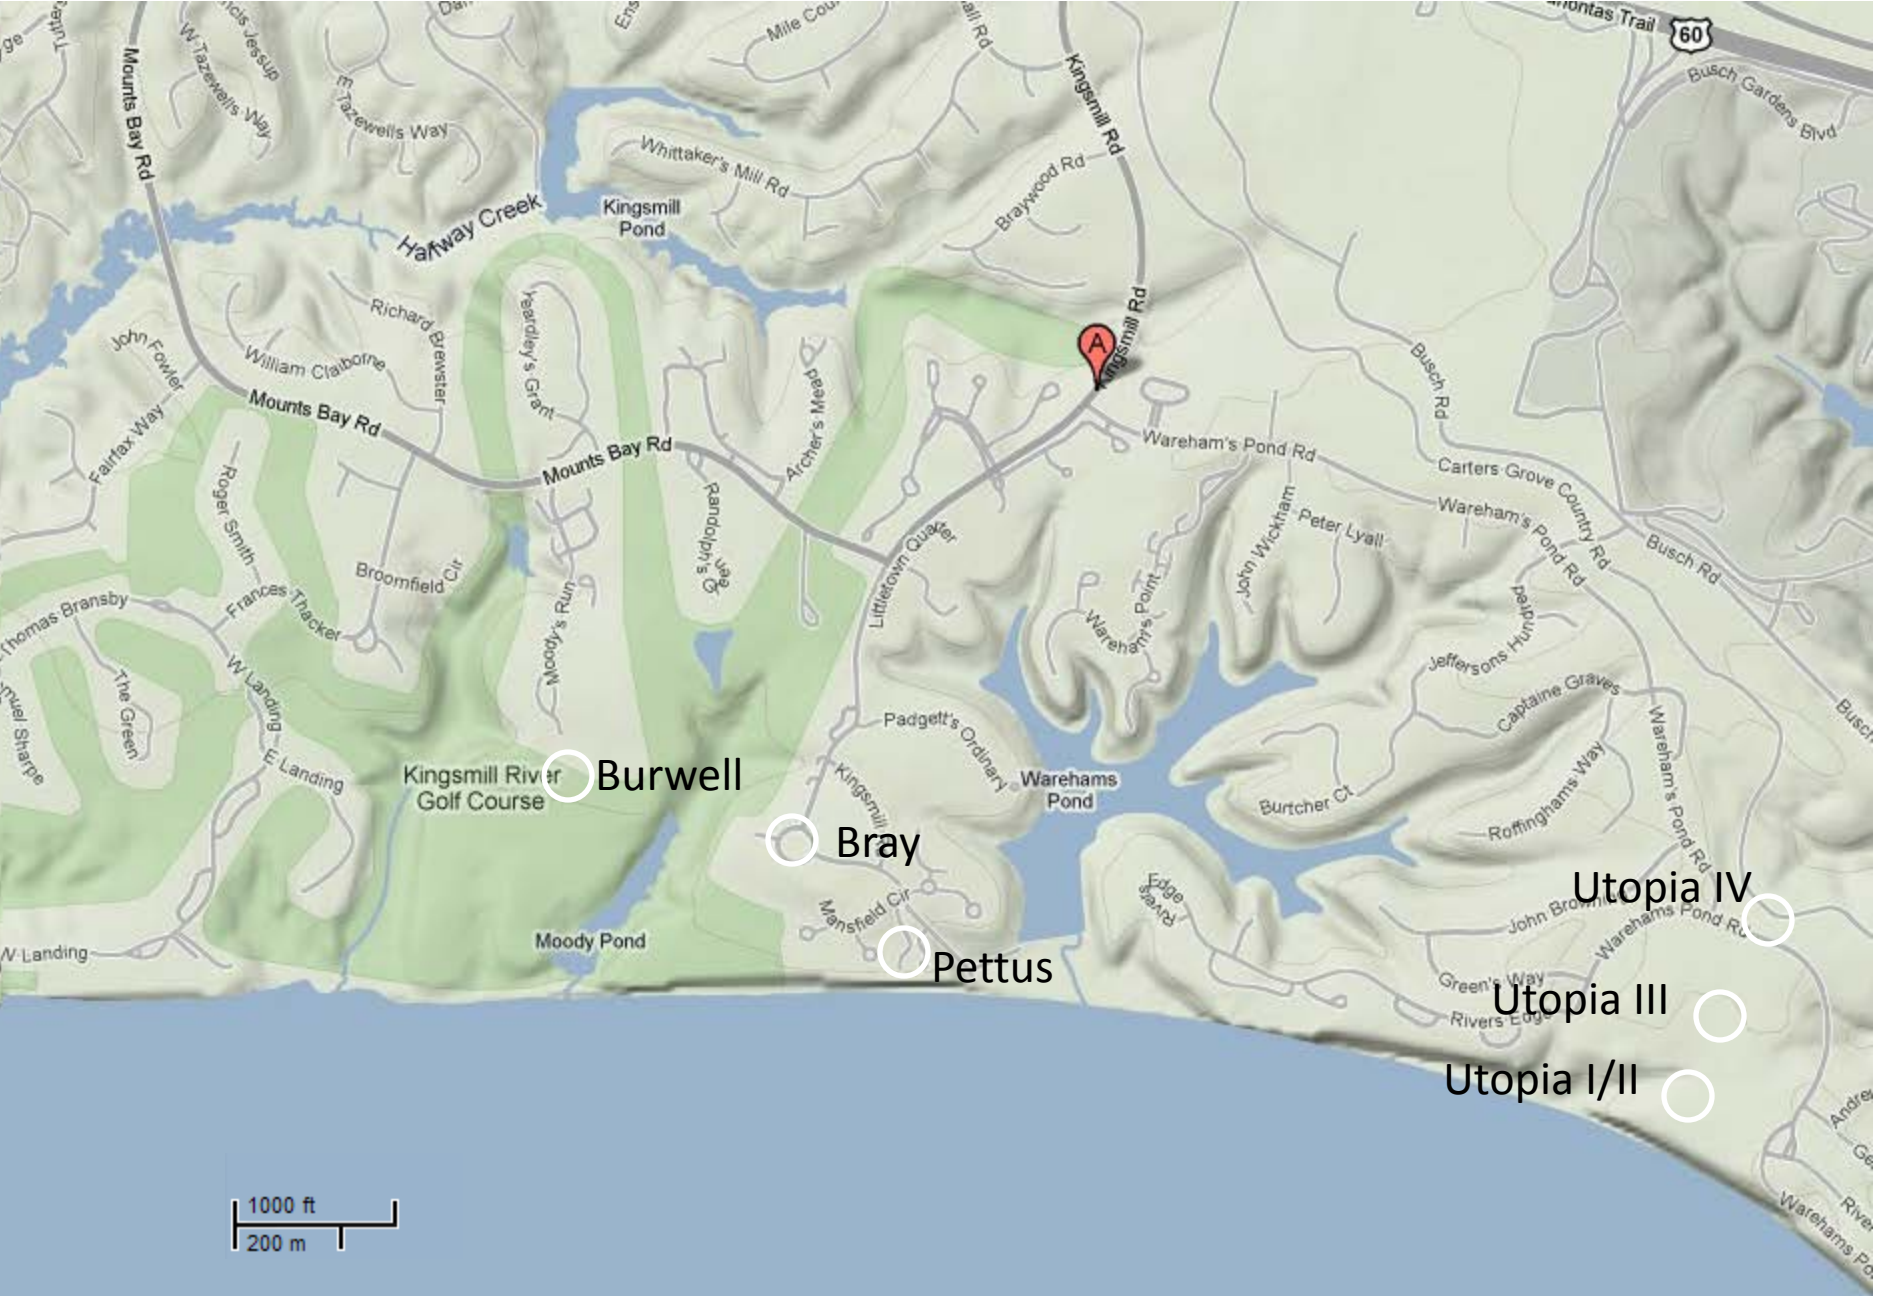 Mounts Bay Rd
W Tazewells Way
Tazewells Way
Mile Cou
Kingsmill Rd
60
Busch Gardens Blvd
Whittaker's Mill Rd
Braywood Rd
Halfway Creek
Kingsmill
Pond
Kingsmill Rd
A
Richard Brewster
John Fowler
William Claiborne
Yeardley's Grant
Archer's Mead
Busch Rd
Fairfax Way
Mounts Bay Rd
Mounts Bay Rd
Wareham's Pond Rd
Carters Grove Country Rd
Wareham's Pond Rd
Roger Smith
Randolph's
John Wickham
Peter Lyall
Busch Rd
Littletown Quarter
Broomfield Cir
Frances Thacker
Thomas Bransby
Moody's Run
Wareham's Point
Jeffersons Hundred
Captaine Graves
Busch
The Green
W Landing
E Landing
Padgett's Ordinary
Wareham's Pond Rd
Kingsmill River
Golf Course
Burwell
Kingsmill
Warehams
Pond
Burtcher Ct
Roffinghams Way
Bray
Rivers
Edge
Utopia IV
Mansfield Cir
Warehams Pond Rd
Moody Pond
Pettus
W Landing
Green's Way
Utopia III
Rivers Edge
Utopia I/II
1000 ft
200 m
Warehams Po